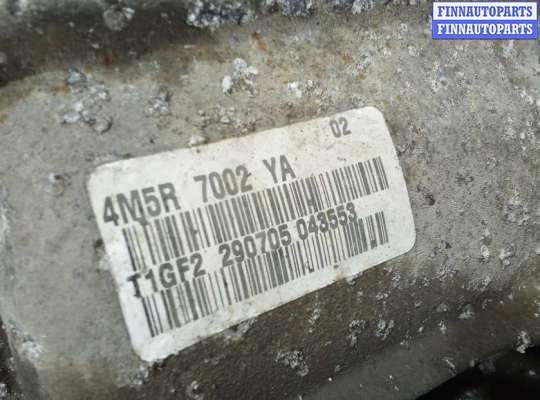 FINNAUTOPARTS
FINNAUTOPARTS
02
4M5R 7002 YA
T1GF2 290705 043553